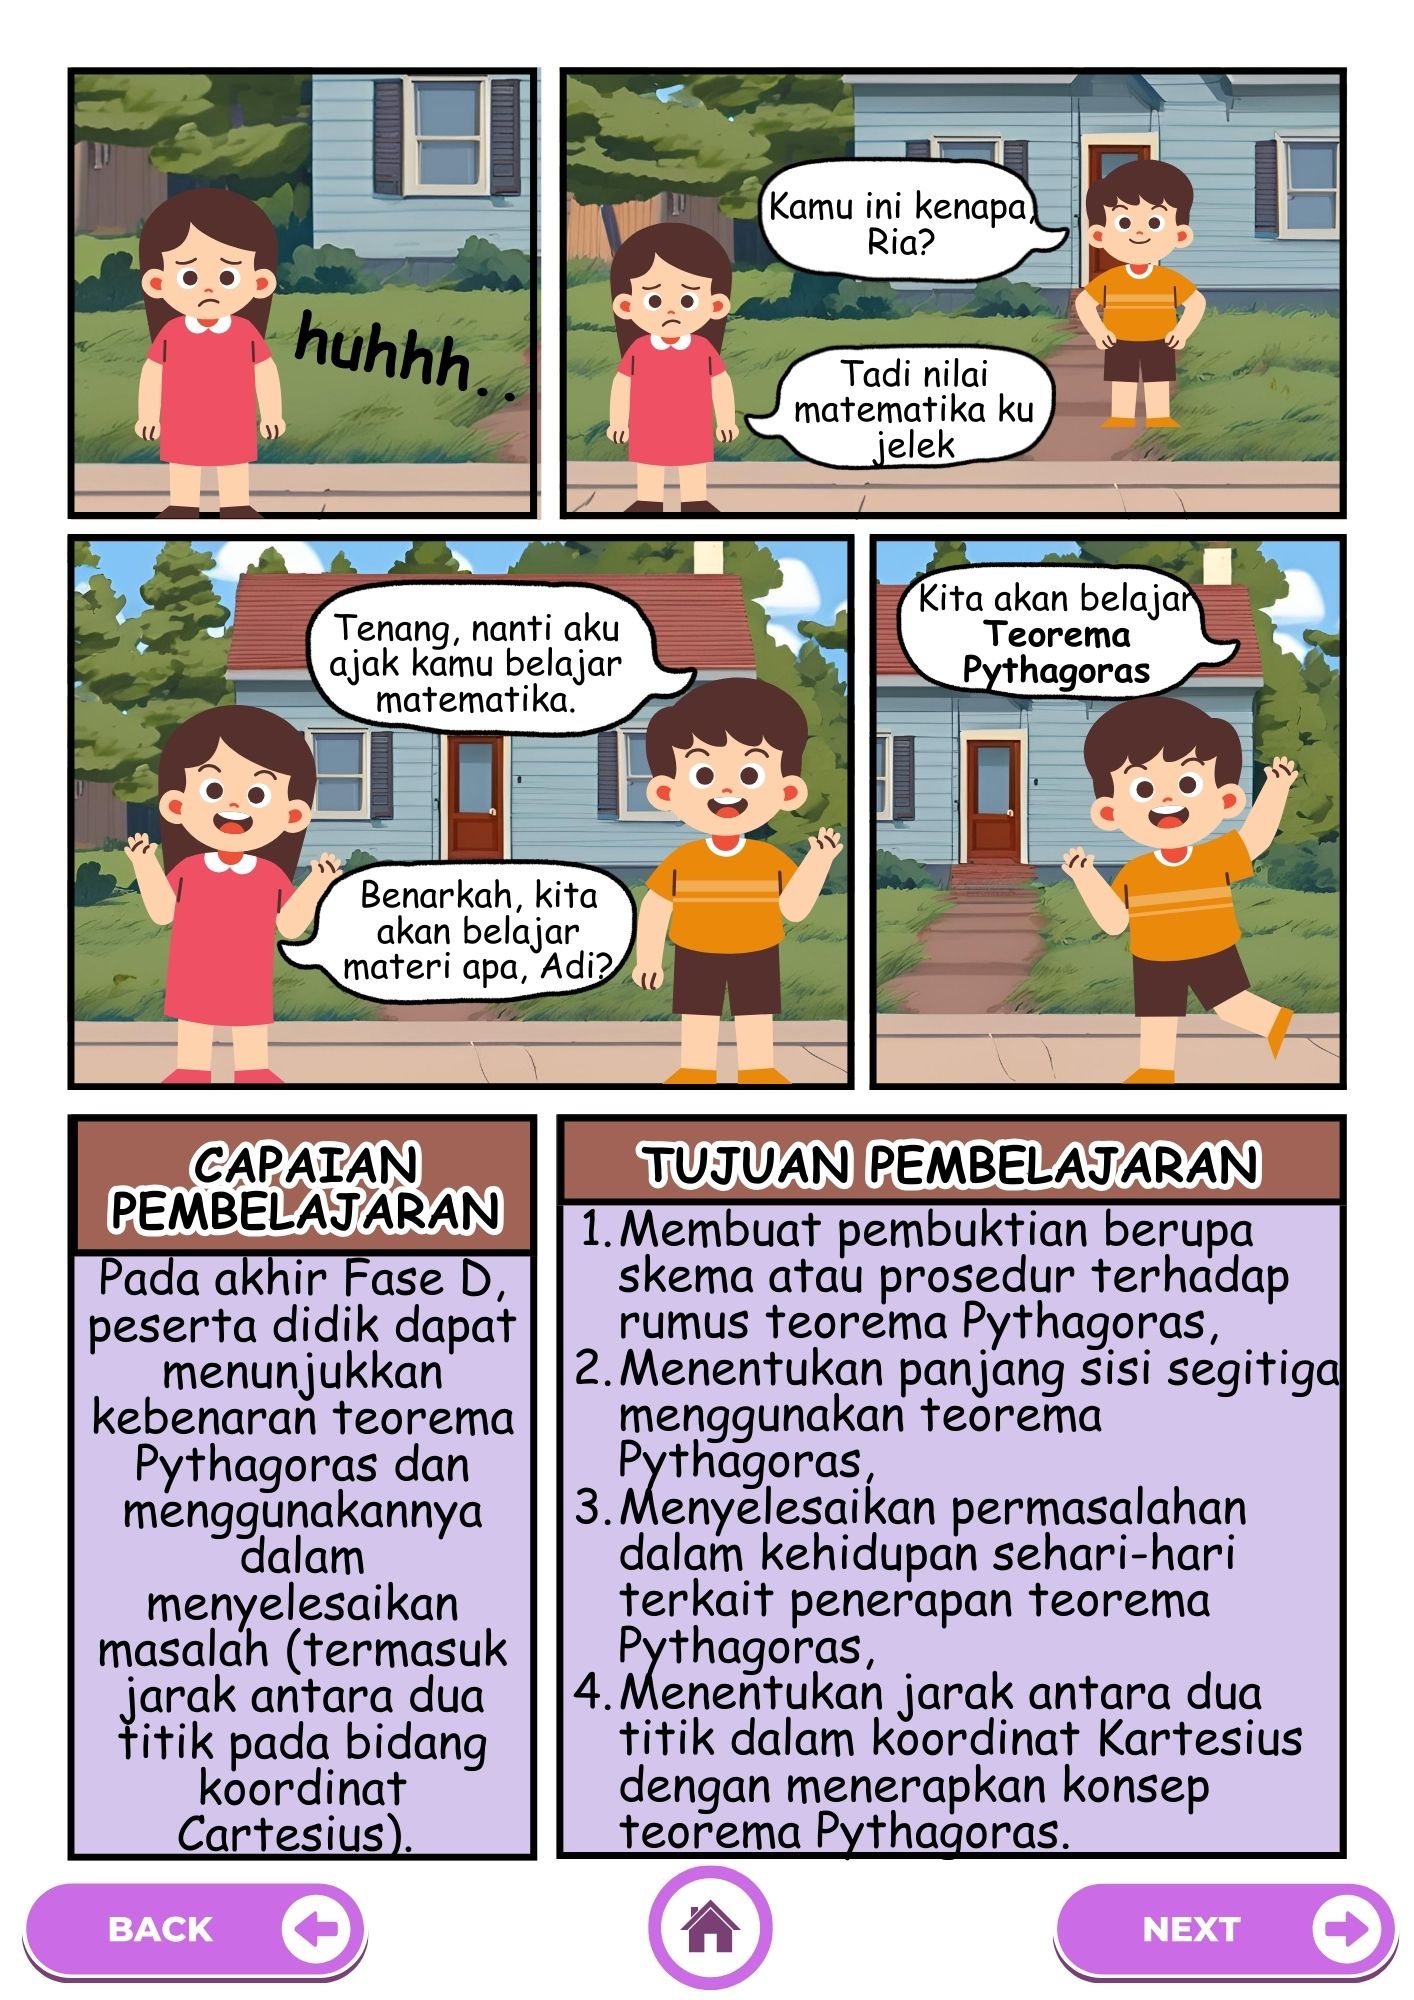 huhhh..
Kamu ini kenapa,
Ria?
Tadi nilai
matematika ku
jelek
Tenang, nanti aku
ajak kamu belajar
matematika.
Benarkah, kita
akan belajar
materi apa, Adi?
Kita akan belajar
Teorema
Pythagoras
CAPAIAN
PEMBELAJARAN
Pada akhir Fase D,
peserta didik dapat
menunjukkan
kebenaran teorema
Pythagoras dan
menggunakannya
dalam
menyelesaikan
masalah (termasuk
jarak antara dua
titik pada bidang
koordinat
Cartesius).
TUJUAN PEMBELAJARAN
1. Membuat pembuktian berupa
skema atau prosedur terhadap
rumus teorema Pythagoras,
2. Menentukan panjang sisi segitiga
menggunakan teorema
Pythagoras,
3. Menyelesaikan permasalahan
dalam kehidupan sehari-hari
terkait penerapan teorema
Pythagoras,
4. Menentukan jarak antara dua
titik dalam koordinat Kartesius
dengan menerapkan konsep
teorema Pythagoras.
BACK
NEXT